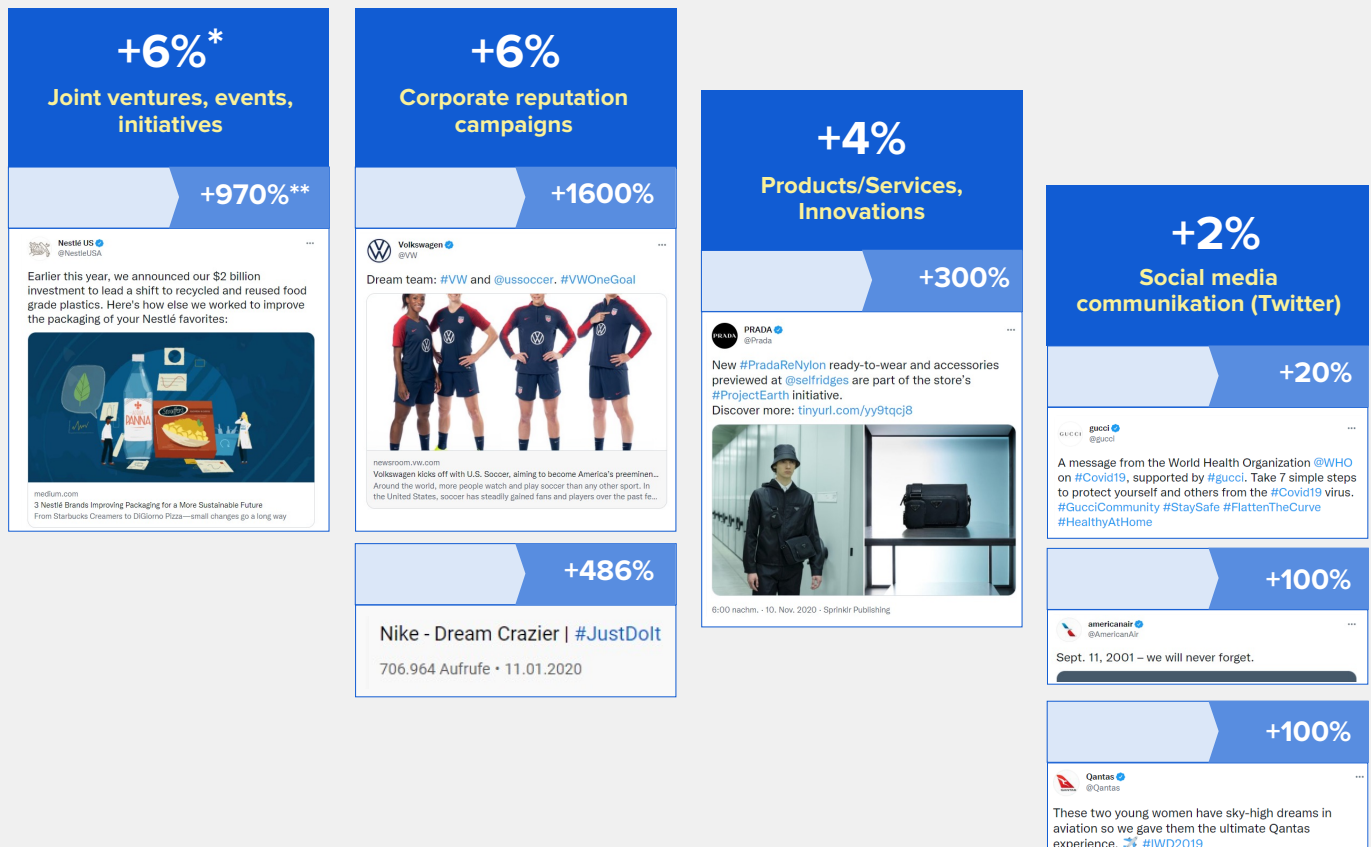 +6%*
Joint ventures, events,
initiatives
+970%**
Nestlé US
@NestleUSA
Earlier this year, we announced our $2 billion
investment to lead a shift to recycled and reused food
grade plastics. Here's how else we worked to improve
the packaging of your Nestlé favorites:
PANNA
medium.com
3 Nestlé Brands Improving Packaging for a More Sustainable Future
From Starbucks Creamers to DiGiorno Pizza—small changes go a long way
+6%
Corporate reputation
campaigns
+1600%
Volkswagen
@VW
Dream team: #VW and @ussoccer. #VWOneGoal
newsroom.vw.com
Volkswagen kicks off with U.S. Soccer, aiming to become America's preeminen...
Around the world, more people watch and play soccer than any other sport. In
the United States, soccer has steadily gained fans and players over the past fe...
+486%
Nike - Dream Crazier | #JustDoIt
706.964 Aufrufe • 11.01.2020
+4%
Products/Services,
Innovations
+300%
PRADA
PRADA
@Prada
New #PradaReNylon ready-to-wear and accessories
previewed at @selfridges are part of the store's
#ProjectEarth initiative.
Discover more: tinyurl.com/yy9tqcj8
6:00 nachm. · 10. Nov. 2020 · Sprinklr Publishing
+2%
Social media
communikation (Twitter)
+20%
GUCCI
gucci
@gucci
A message from the World Health Organization @WHO
on #Covid19, supported by #gucci. Take 7 simple steps
to protect yourself and others from the #Covid19 virus.
#GucciCommunity #StaySafe #FlattenTheCurve
#HealthyAtHome
+100%
americanair
@AmericanAir
Sept. 11, 2001 – we will never forget.
+100%
Qantas
@Qantas
These two young women have sky-high dreams in
aviation so we gave them the ultimate Qantas
experience. #IWD2019